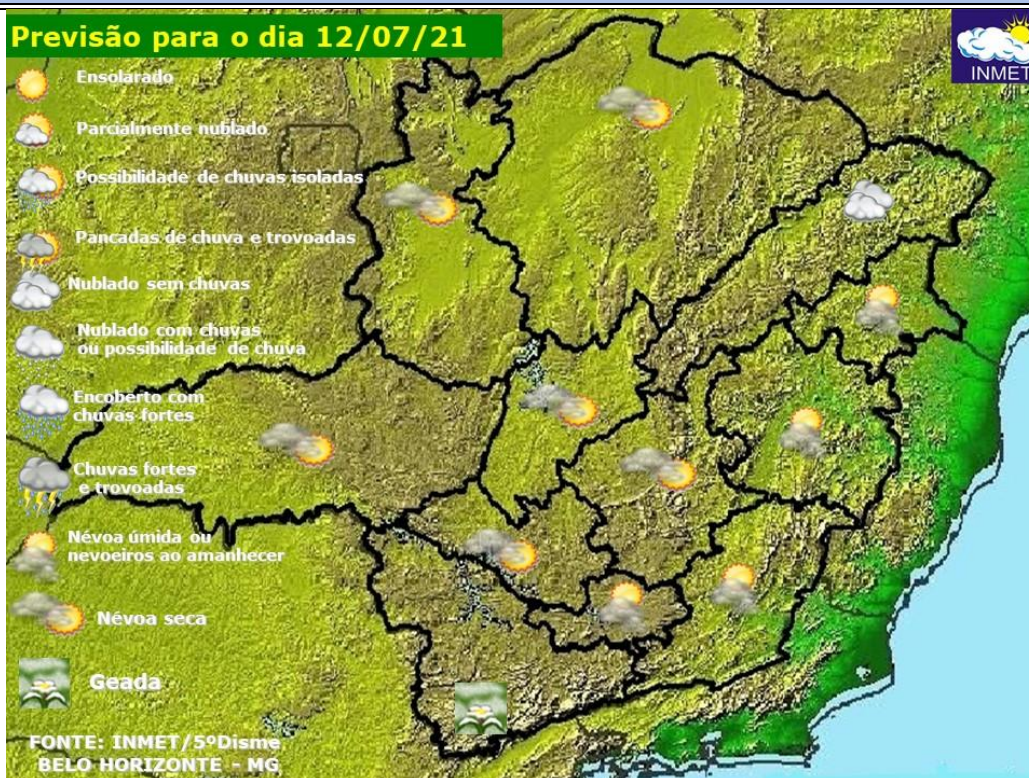 Previsão para o dia 12/07/21
INMET
Ensolarado
Parcialmente nublado
Possibilidade de chuvas isoladas
Pancadas de chuva e trovoadas
Nublado sem chuvas
Nublado com chuvas
ou possibilidade de chuva
Encoberto com
chuvas fortes
Chuvas fortes
e trovoadas
Névoa úmida ou
nevoeiros ao amanhecer
Névoa seca
Geada
FONTE: INMET/5ºDisme
BELO HORIZONTE - MG